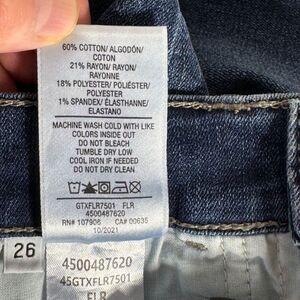 60% COTTON/ ALGODÓN/
COTON
21% RAYON/ RAYON/
RAYONNE
18% POLYESTER/ POLIÉSTER/
POLYESTER
1% SPANDEX/ ÉLASTHANNE/
ELASTANO
MACHINE WASH COLD WITH LIKE
COLORS INSIDE OUT
DO NOT BLEACH
TUMBLE DRY LOW
COOL IRON IF NEEDED
DO NOT DRY CLEAN
GTXFLR7501 FLR
4500487620
RN# 107906 CA# 00635
10/2021
26
4500487620
45GTXFLR7501
FLR